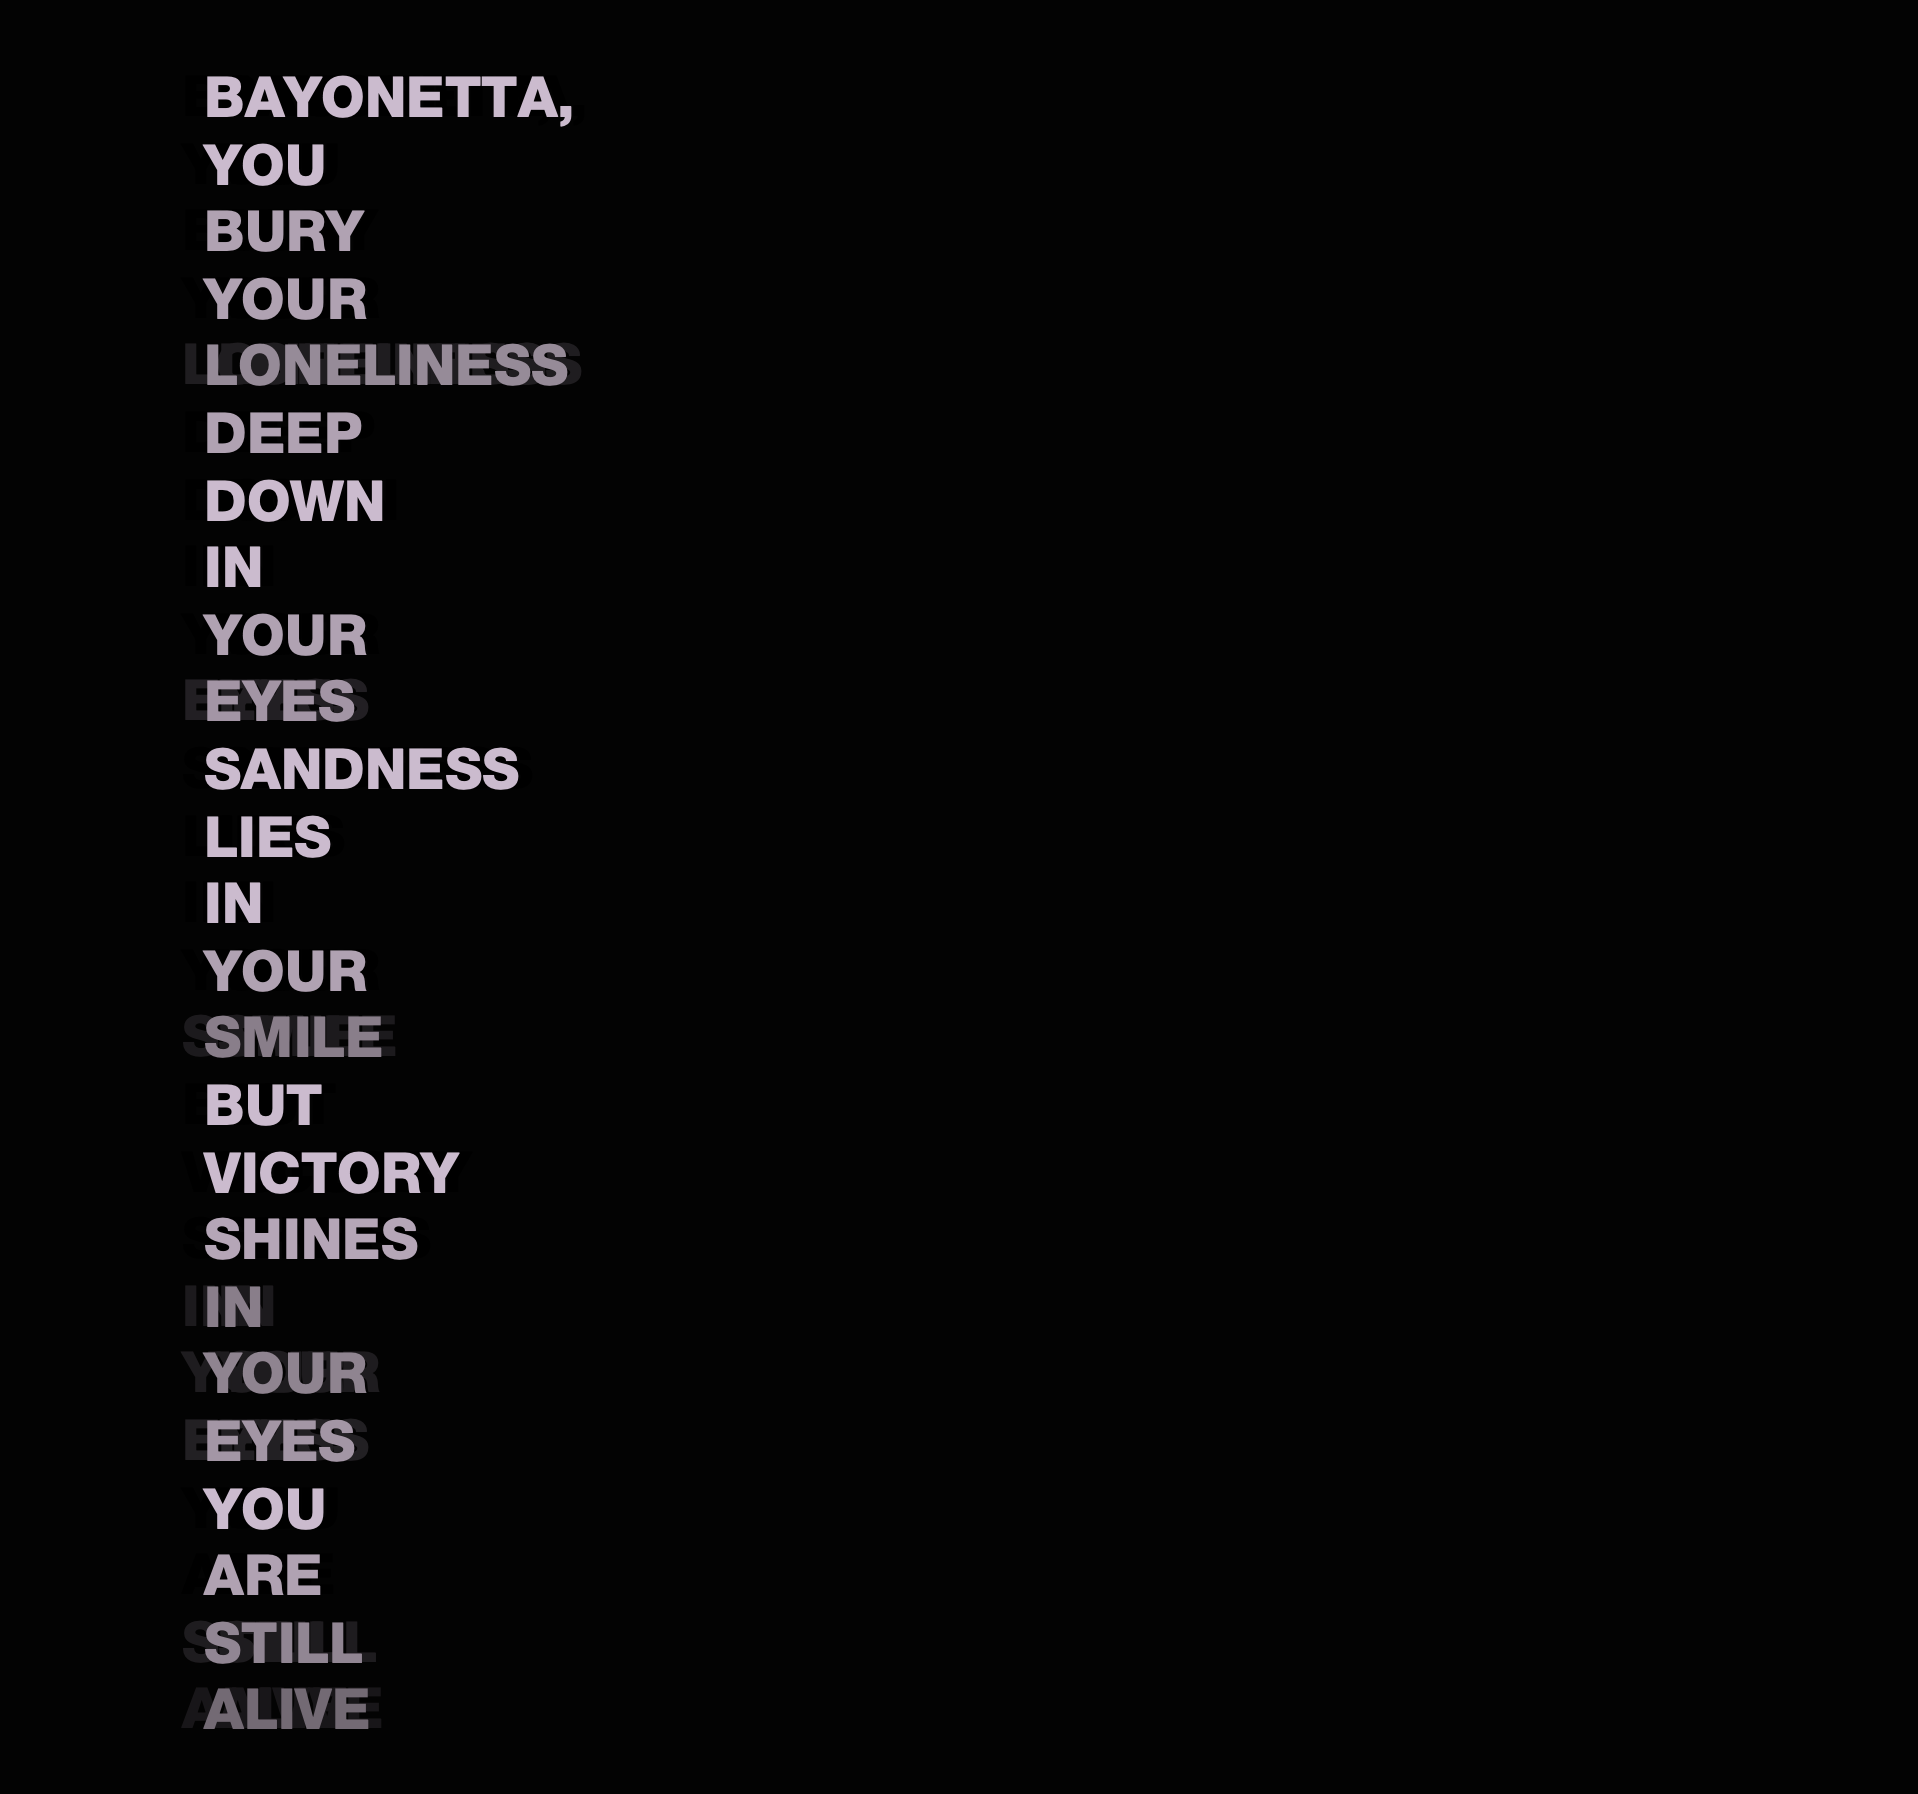 BAYONETTA,
YOU
BURY
YOUR
LONELINESS
DEEP
DOWN
IN
YOUR
EYES
SANDNESS
LIES
IN
YOUR
SMILE
BUT
VICTORY
SHINES
IN
YOUR
EYES
YOU
ARE
STILL
ALIVE